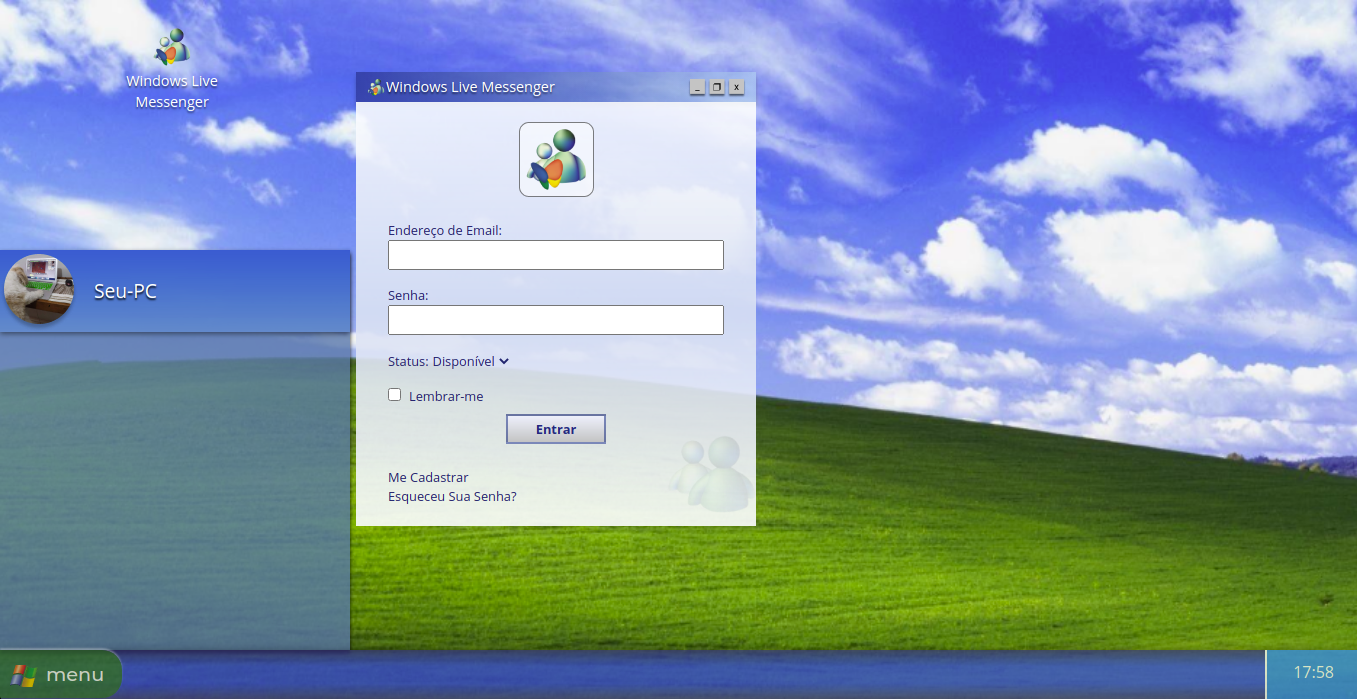 Windows Live
Messenger
Windows Live Messenger
_ x
Endereço de Email:
Senha:
Status: Disponível
Lembrar-me
Entrar
Me Cadastrar
Esqueceu Sua Senha?
Seu-PC
menu
17:58